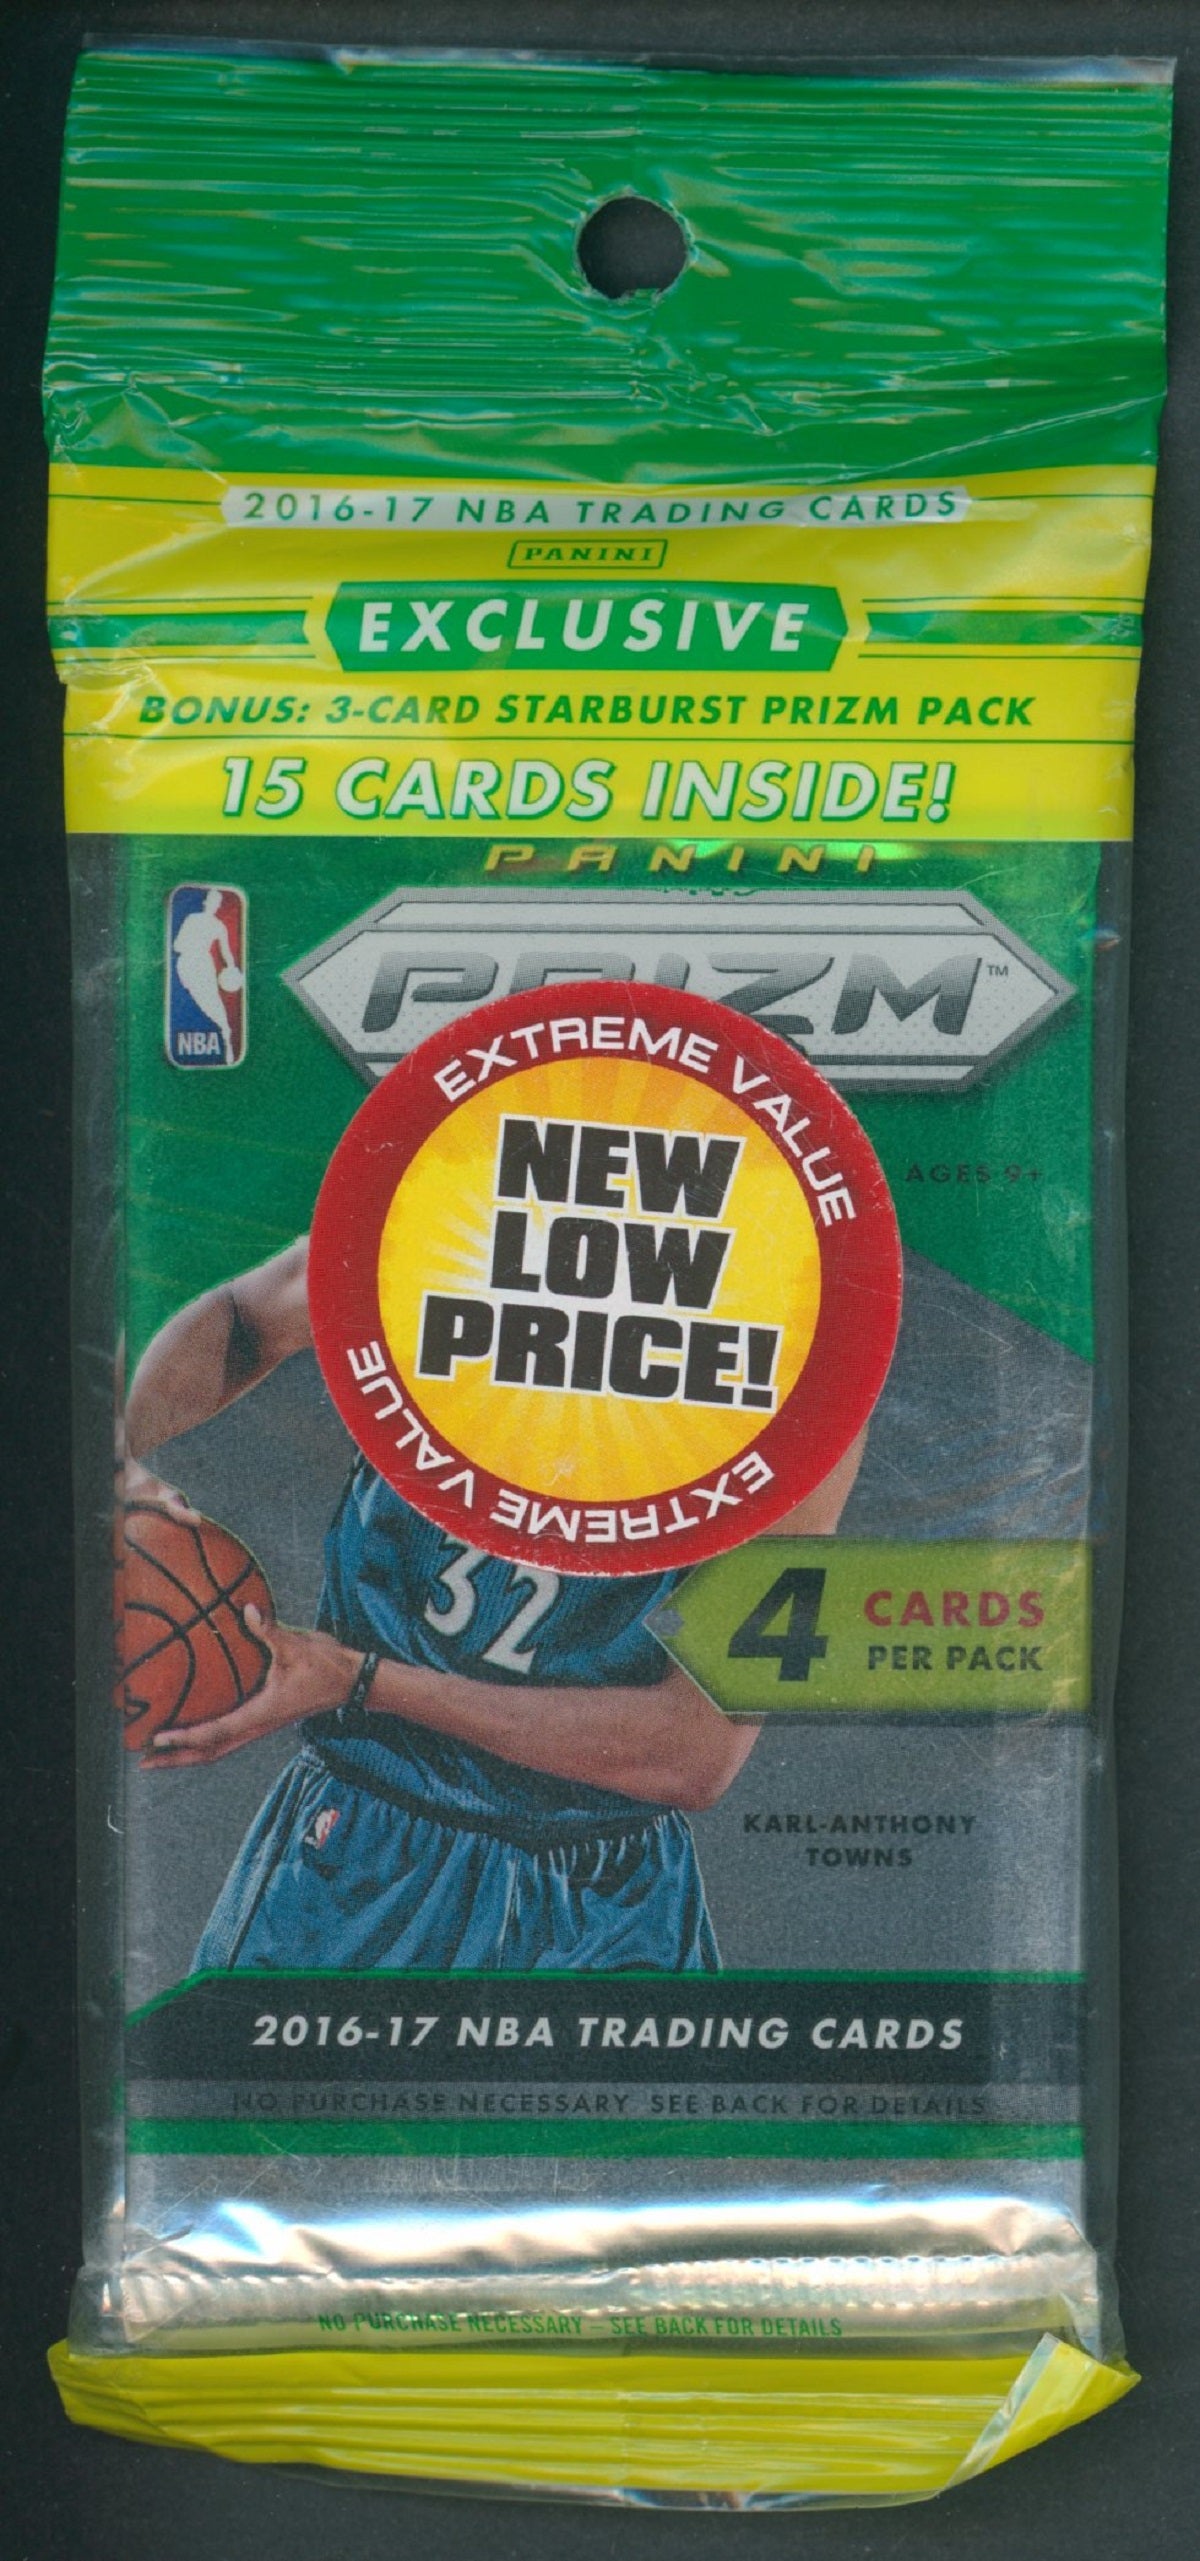 2016-17 NBA TRADING CARDS
PANINI
EXCLUSIVE
BONUS: 3-CARD STARBURST PRIZM PACK
15 CARDS INSIDE!
PANINI
NBA
PRIZM™
EXTREME VALUE
NEW
LOW
PRICE!
EXTREME VALUE
AGES 9+
32
4 CARDS
PER PACK
KARL-ANTHONY
TOWNS
2016-17 NBA TRADING CARDS
NO PURCHASE NECESSARY SEE BACK FOR DETAILS
NO PURCHASE NECESSARY – SEE BACK FOR DETAILS